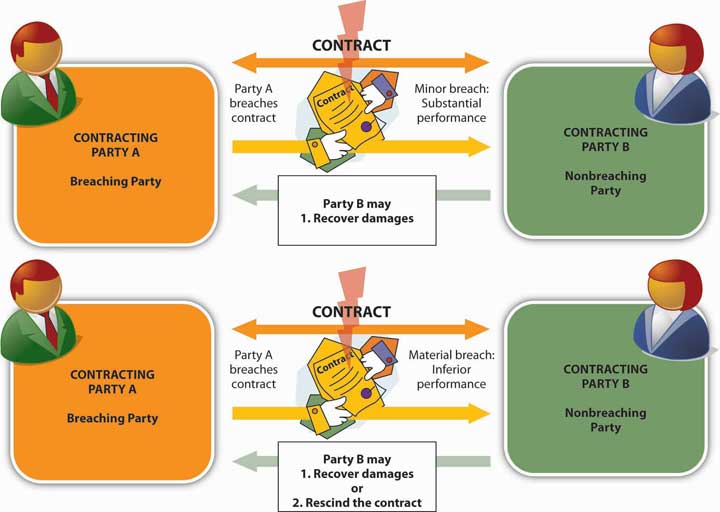 CONTRACT
Party A
breaches
contract
Contract
Minor breach:
Substantial
performance
CONTRACTING
PARTY A
Breaching Party
CONTRACTING
PARTY B
Nonbreaching
Party
Party B may
1. Recover damages
CONTRACT
Party A
breaches
contract
Contract
Material breach:
Inferior
performance
CONTRACTING
PARTY A
Breaching Party
CONTRACTING
PARTY B
Nonbreaching
Party
Party B may
1. Recover damages
or
2. Rescind the contract